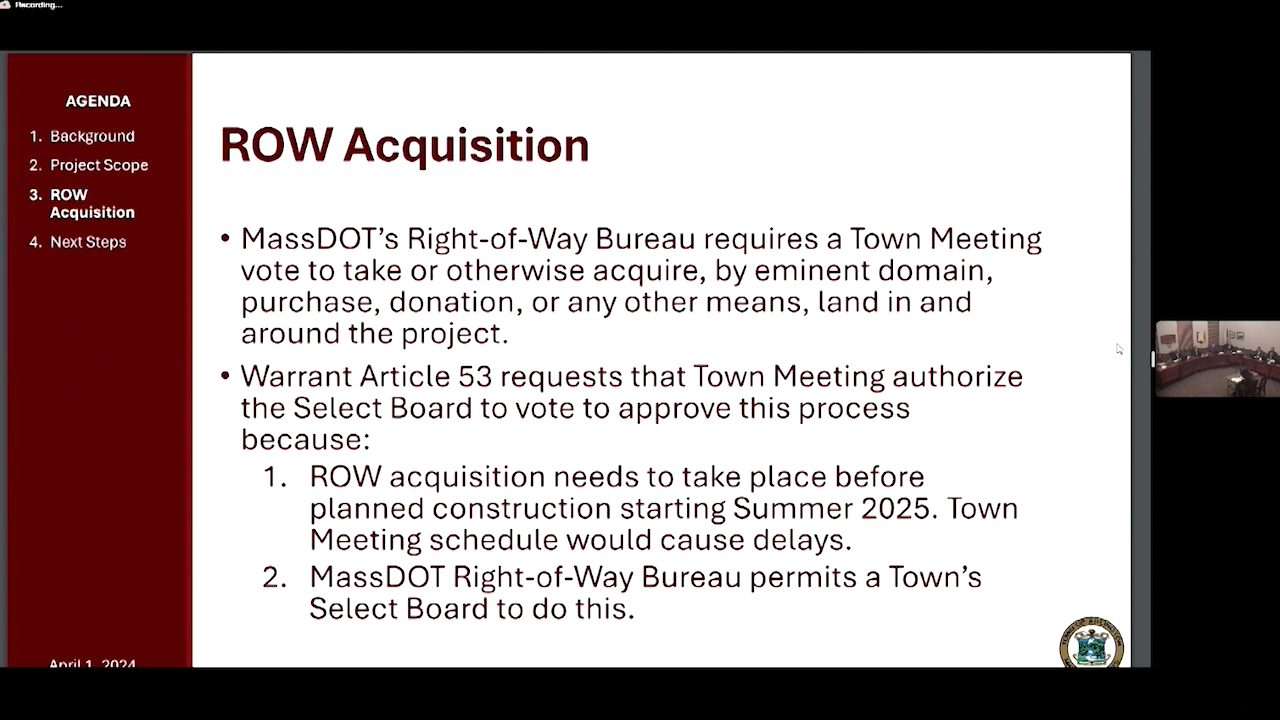 Recording...
AGENDA
1. Background
2. Project Scope
3. ROW
Acquisition
4. Next Steps
April 1, 2024
ROW Acquisition
• MassDOT’s Right-of-Way Bureau requires a Town Meeting
vote to take or otherwise acquire, by eminent domain,
purchase, donation, or any other means, land in and
around the project.
• Warrant Article 53 requests that Town Meeting authorize
the Select Board to vote to approve this process
because:
1. ROW acquisition needs to take place before
planned construction starting Summer 2025. Town
Meeting schedule would cause delays.
2. MassDOT Right-of-Way Bureau permits a Town’s
Select Board to do this.